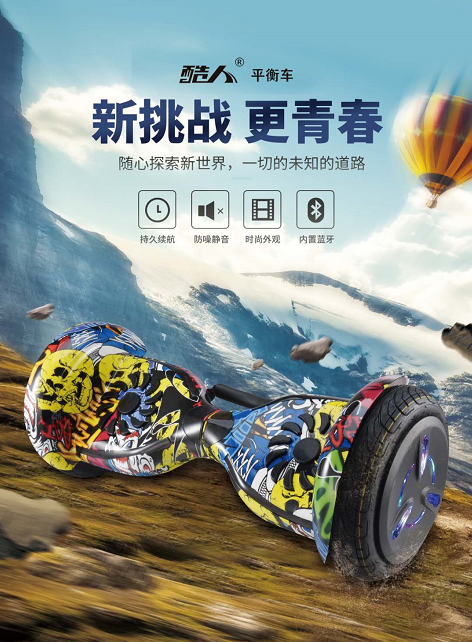 酷人® 平衡车
新挑战 更青春
随心探索新世界，一切的未知的道路
持久续航 防噪静音 时尚外观 内置蓝牙